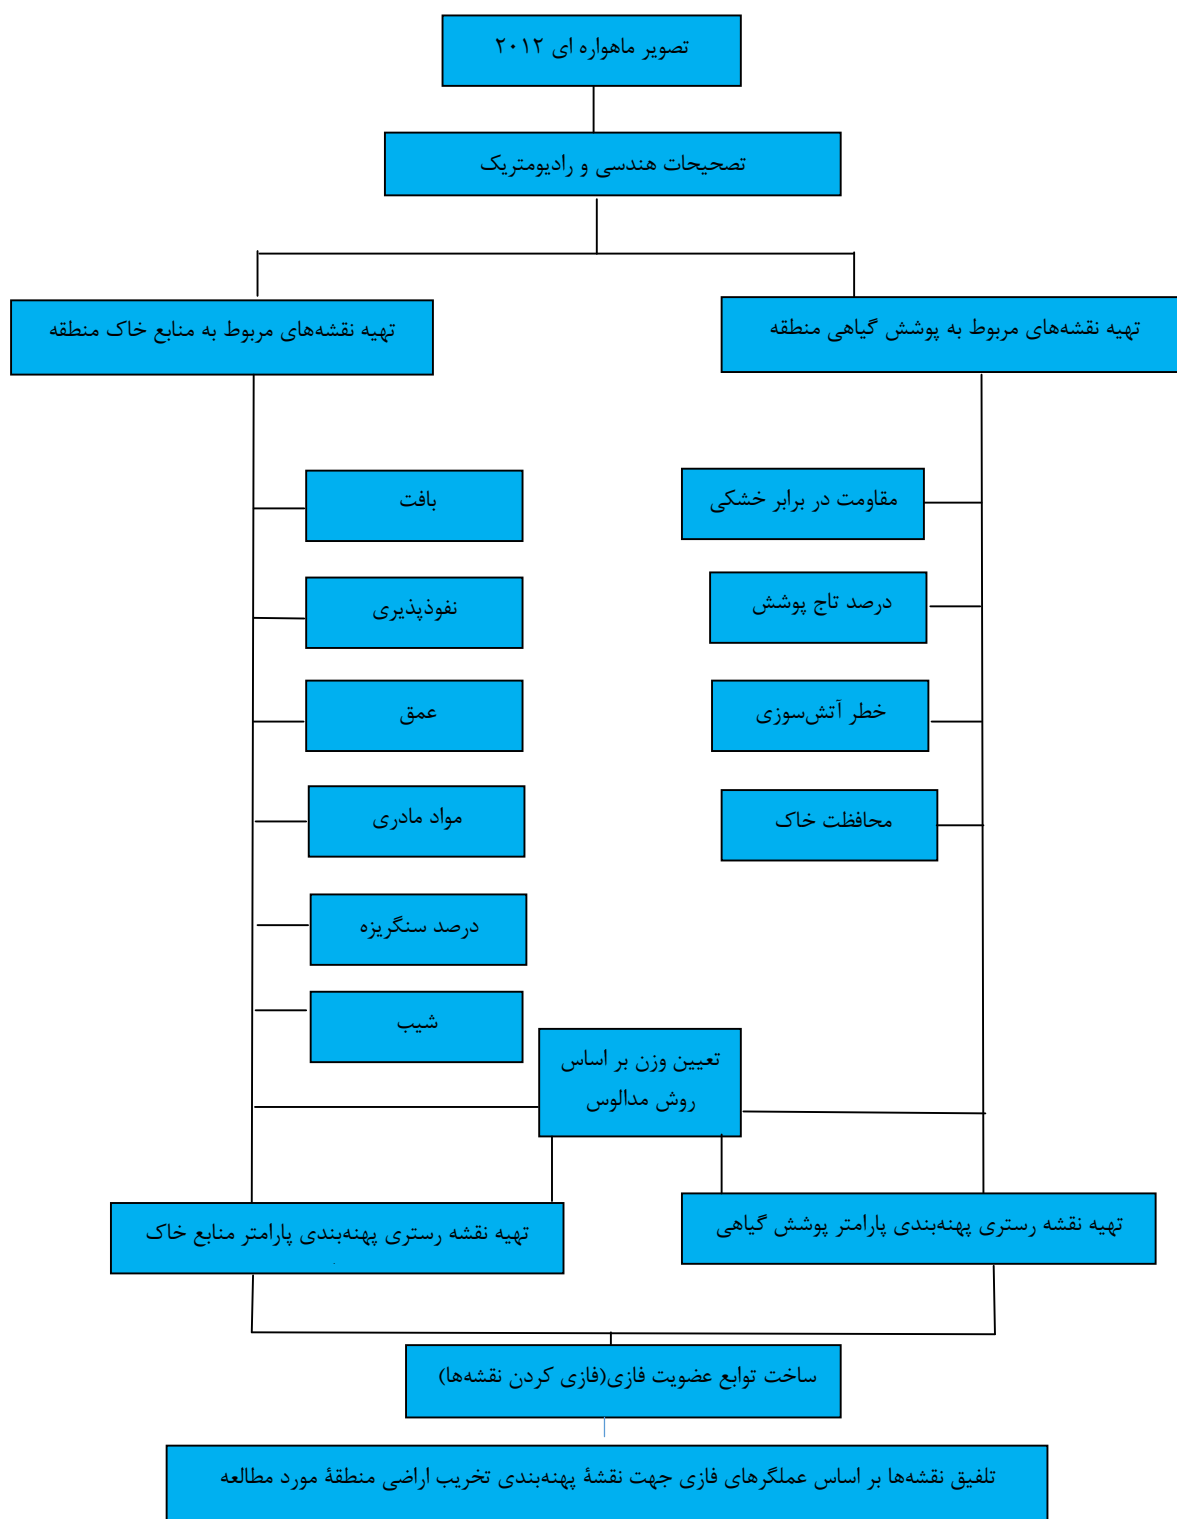 تصویر ماهواره ای ۲۰۱۲
تصحیحات هندسی و رادیومتریک
تهیه نقشه‌های مربوط به پوشش گیاهی منطقه
تهیه نقشه‌های مربوط به منابع خاک منطقه
مقاومت در برابر خشکی
درصد تاج پوشش
خطر آتش‌سوزی
محافظت خاک
بافت
نفوذپذیری
عمق
مواد مادری
درصد سنگریزه
شیب
تعیین وزن بر اساس
روش مدالوس
تهیه نقشه رستری پهنه‌بندی پارامتر پوشش گیاهی
تهیه نقشه رستری پهنه‌بندی پارامتر منابع خاک
ساخت توابع عضویت فازی(فازی کردن نقشه‌ها)
تلفیق نقشه‌ها بر اساس عملگرهای فازی جهت نقشۀ پهنه‌بندی تخریب اراضی منطقۀ مورد مطالعه